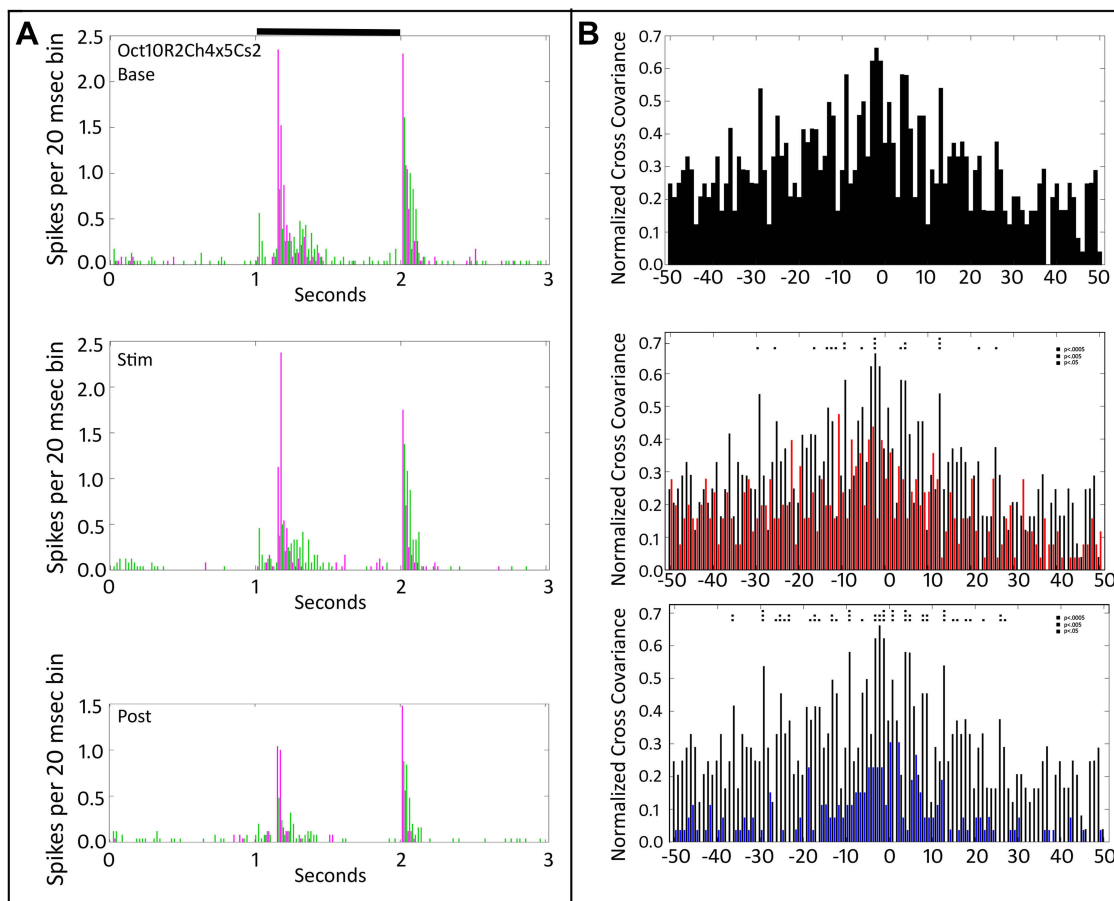 A
Oct10R2Ch4x5Cs2
Base
Spikes per 20 msec bin
2.5
2.0
1.5
1.0
0.5
0.0
0 1 2 3
Seconds
Stim
Spikes per 20 msec bin
2.5
2.0
1.5
1.0
0.5
0.0
0 1 2 3
Seconds
Post
Spikes per 20 msec bin
1.5
1.0
0.5
0.0
0 1 2 3
Seconds
B
Normalized Cross Covariance
0.7
0.6
0.5
0.4
0.3
0.2
0.1
0.0
-50 -40 -30 -20 -10 0 10 20 30 40 50
Normalized Cross Covariance
0.7
0.6
0.5
0.4
0.3
0.2
0.1
0.0
p<.0005
p<.005
p<.05
-50 -40 -30 -20 -10 0 10 20 30 40 50
Normalized Cross Covariance
0.7
0.6
0.5
0.4
0.3
0.2
0.1
0.0
p<.0005
p<.005
p<.05
-50 -40 -30 -20 -10 0 10 20 30 40 50